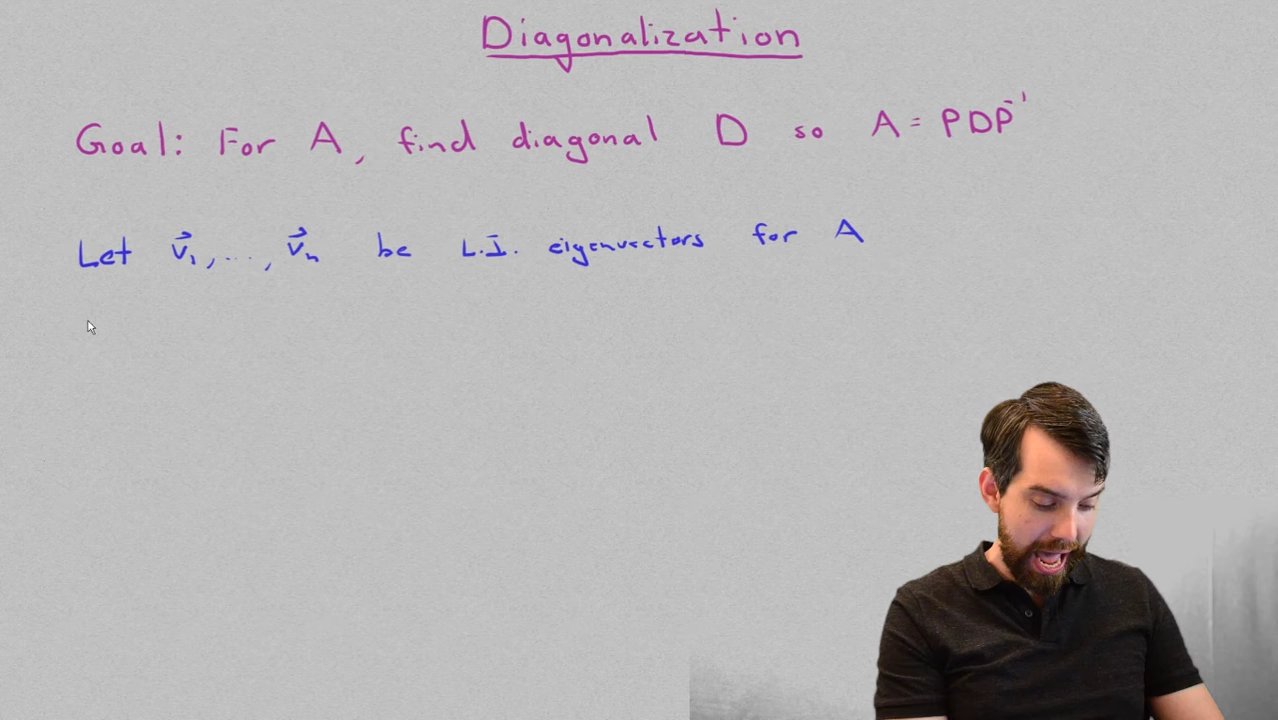 Diagonalization
Goal: For A, find diagonal D so A = PDP⁻¹
Let v⃗₁, ..., v⃗ₙ be L.I. eigenvectors for A